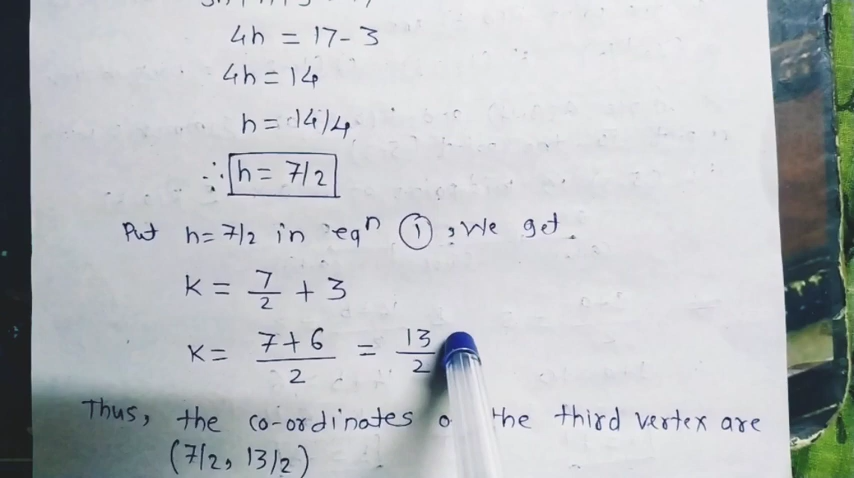 4h = 17-3
4h = 14
h = 14/4
∴ h = 7/2
Put h = 7/2 in eqⁿ ①, We get.
K = 7/2 + 3
K = 7+6/2 = 13/2
Thus, the co-ordinates o the third vertex are
(7/2, 13/2)